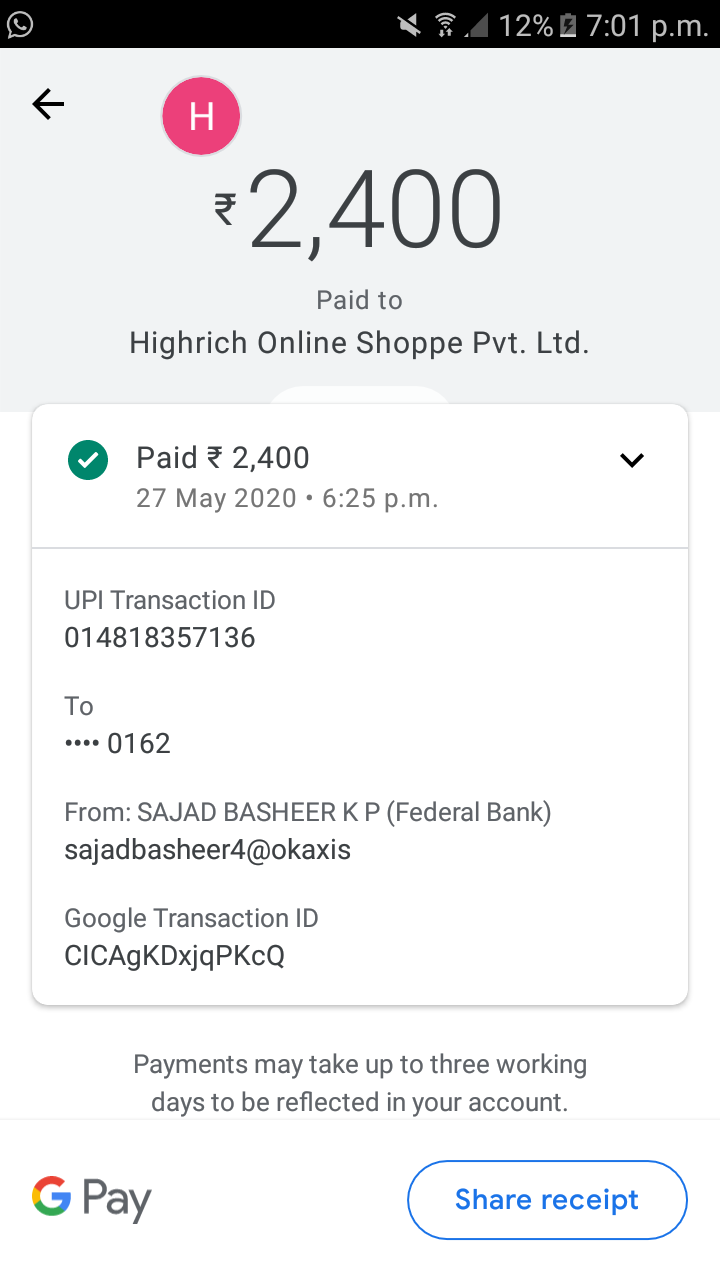 12% 7:01 p.m.
H
₹2,400
Paid to
Highrich Online Shoppe Pvt. Ltd.
Paid ₹ 2,400
27 May 2020 • 6:25 p.m.
UPI Transaction ID
014818357136
To
•••• 0162
From: SAJAD BASHEER K P (Federal Bank)
sajadbasheer4@okaxis
Google Transaction ID
CICAgKDxjqPKcQ
Payments may take up to three working
days to be reflected in your account.
G Pay
Share receipt